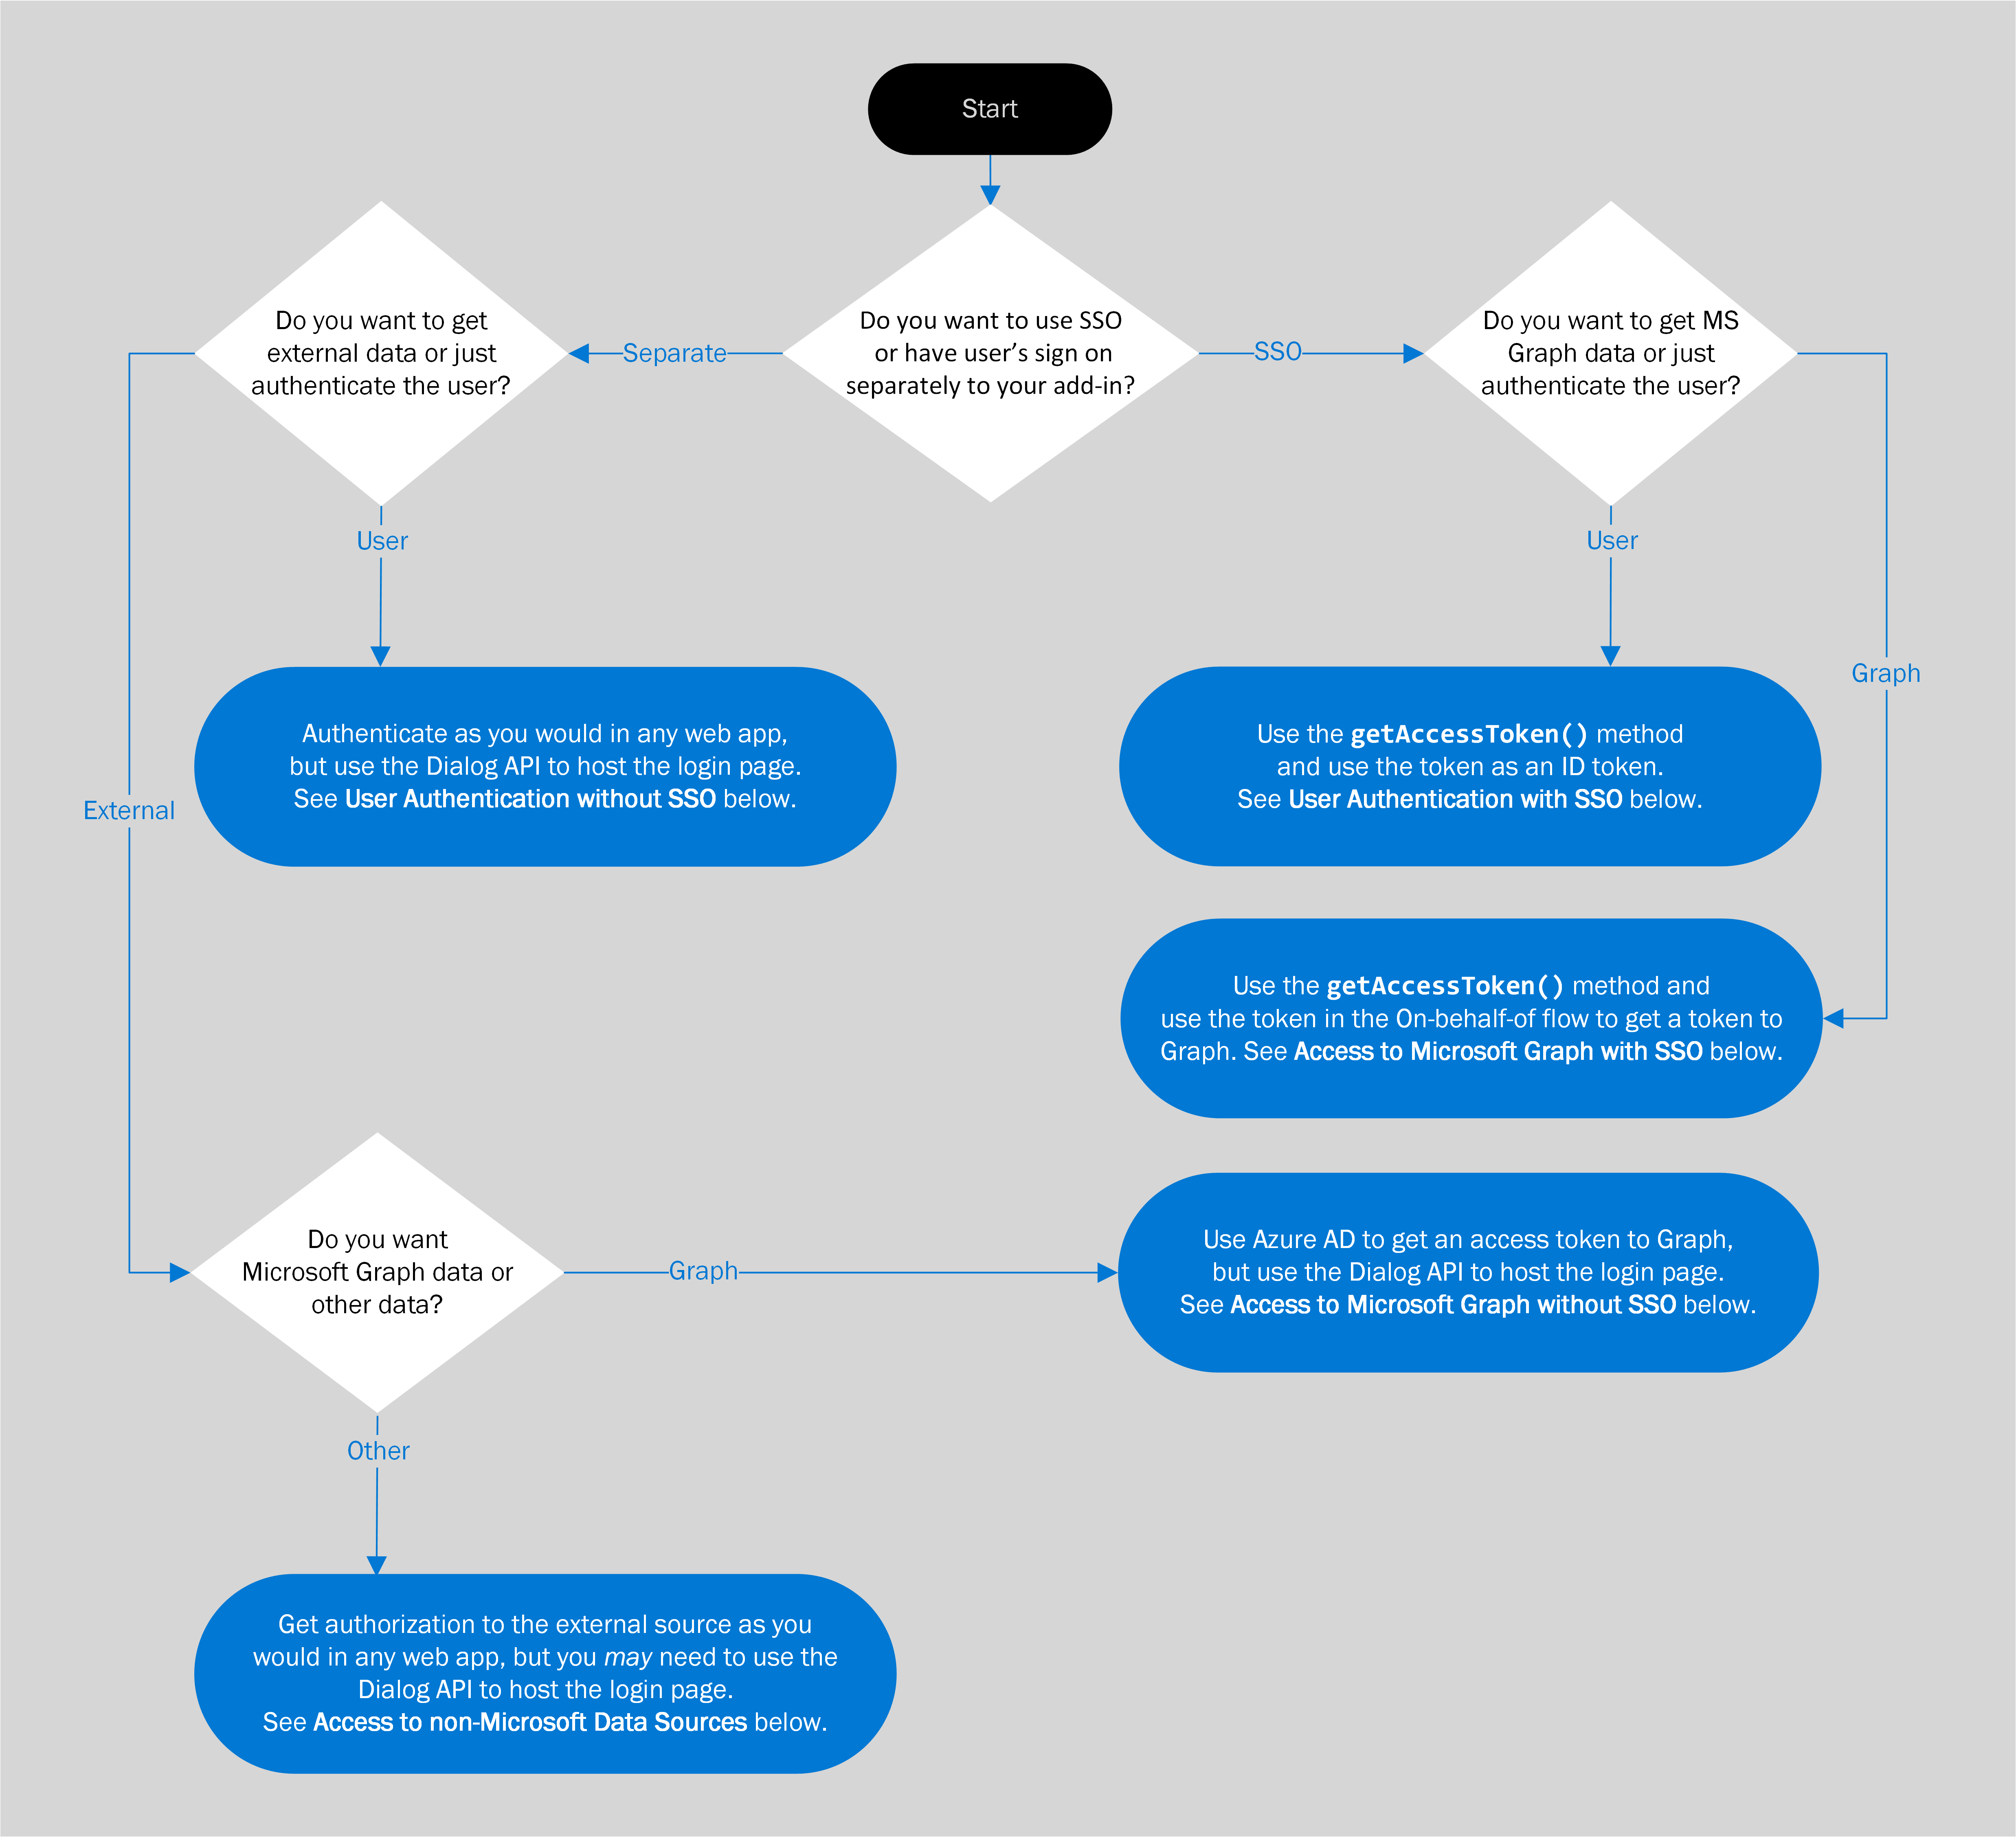 Start
Do you want to use SSO
or have user’s sign on
separately to your add-in?
Separate
SSO
Do you want to get
external data or just
authenticate the user?
Do you want to get MS
Graph data or just
authenticate the user?
User
User
External
Graph
Authenticate as you would in any web app,
but use the Dialog API to host the login page.
See User Authentication without SSO below.
Use the getAccessToken() method
and use the token as an ID token.
See User Authentication with SSO below.
Use the getAccessToken() method and
use the token in the On-behalf-of flow to get a token to
Graph. See Access to Microsoft Graph with SSO below.
Do you want
Microsoft Graph data or
other data?
Graph
Use Azure AD to get an access token to Graph,
but use the Dialog API to host the login page.
See Access to Microsoft Graph without SSO below.
Other
Get authorization to the external source as you
would in any web app, but you may need to use the
Dialog API to host the login page.
See Access to non-Microsoft Data Sources below.